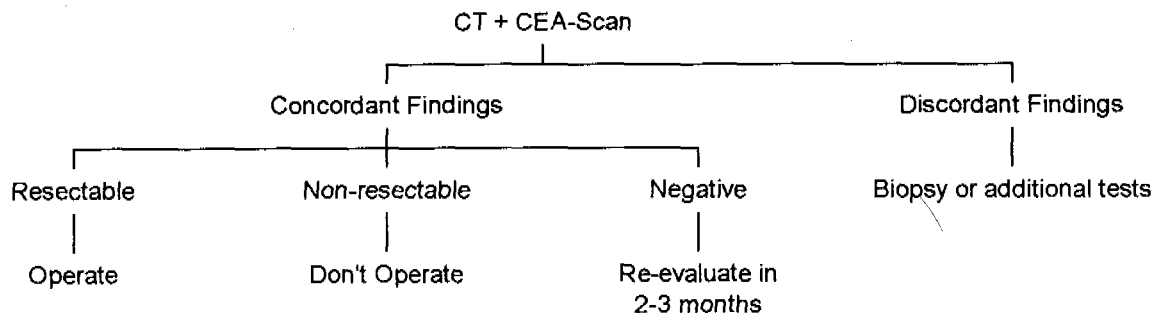 CT + CEA-Scan
Concordant Findings
Discordant Findings
Resectable
Non-resectable
Negative
Biopsy or additional tests
Operate
Don't Operate
Re-evaluate in
2-3 months